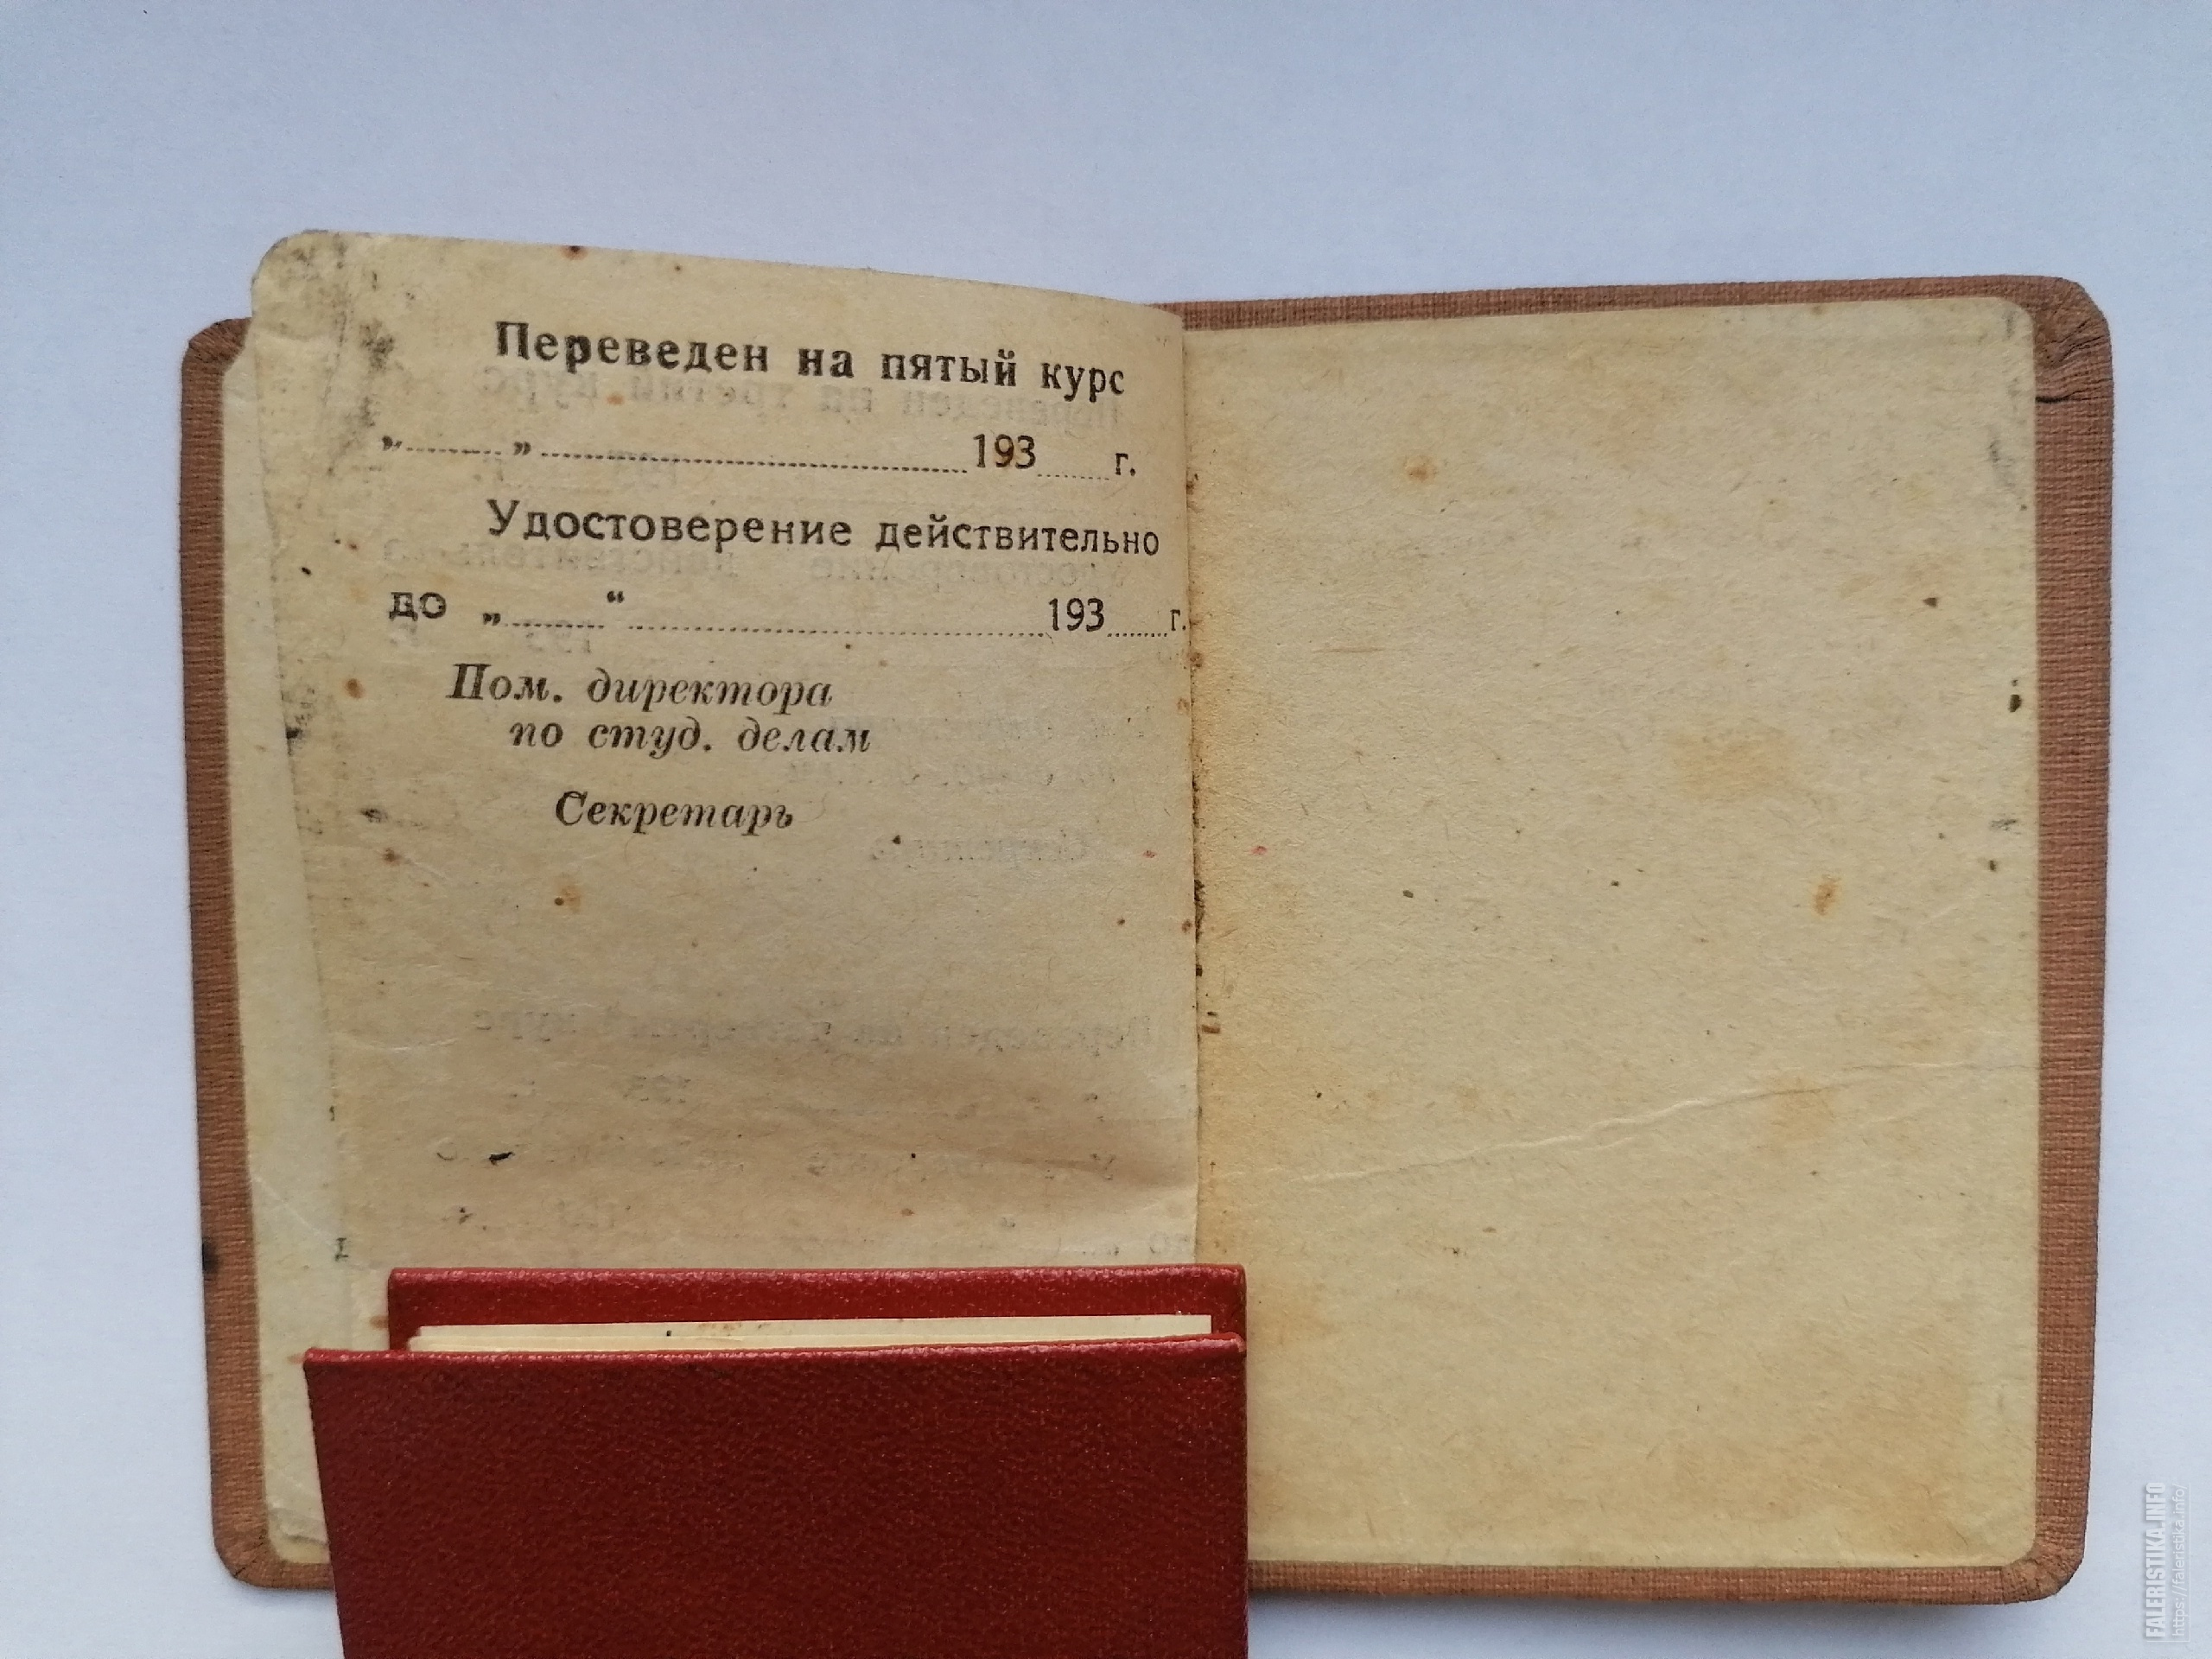 Переведен на пятый курс
„........” ........................................ 193......г.
Удостоверение действительно
до „........“ ........................................ 193......г.
Пом. директора
по студ. делам
Секретарь
FALERISTIKA.INFO
https://faleristika.info/